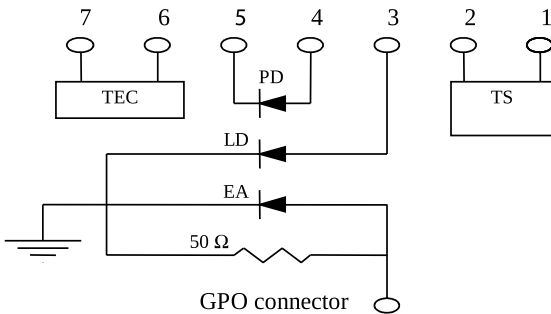 7 6 5 4 3 2 1
PD
TEC TS
LD
EA
50 Ω
GPO connector